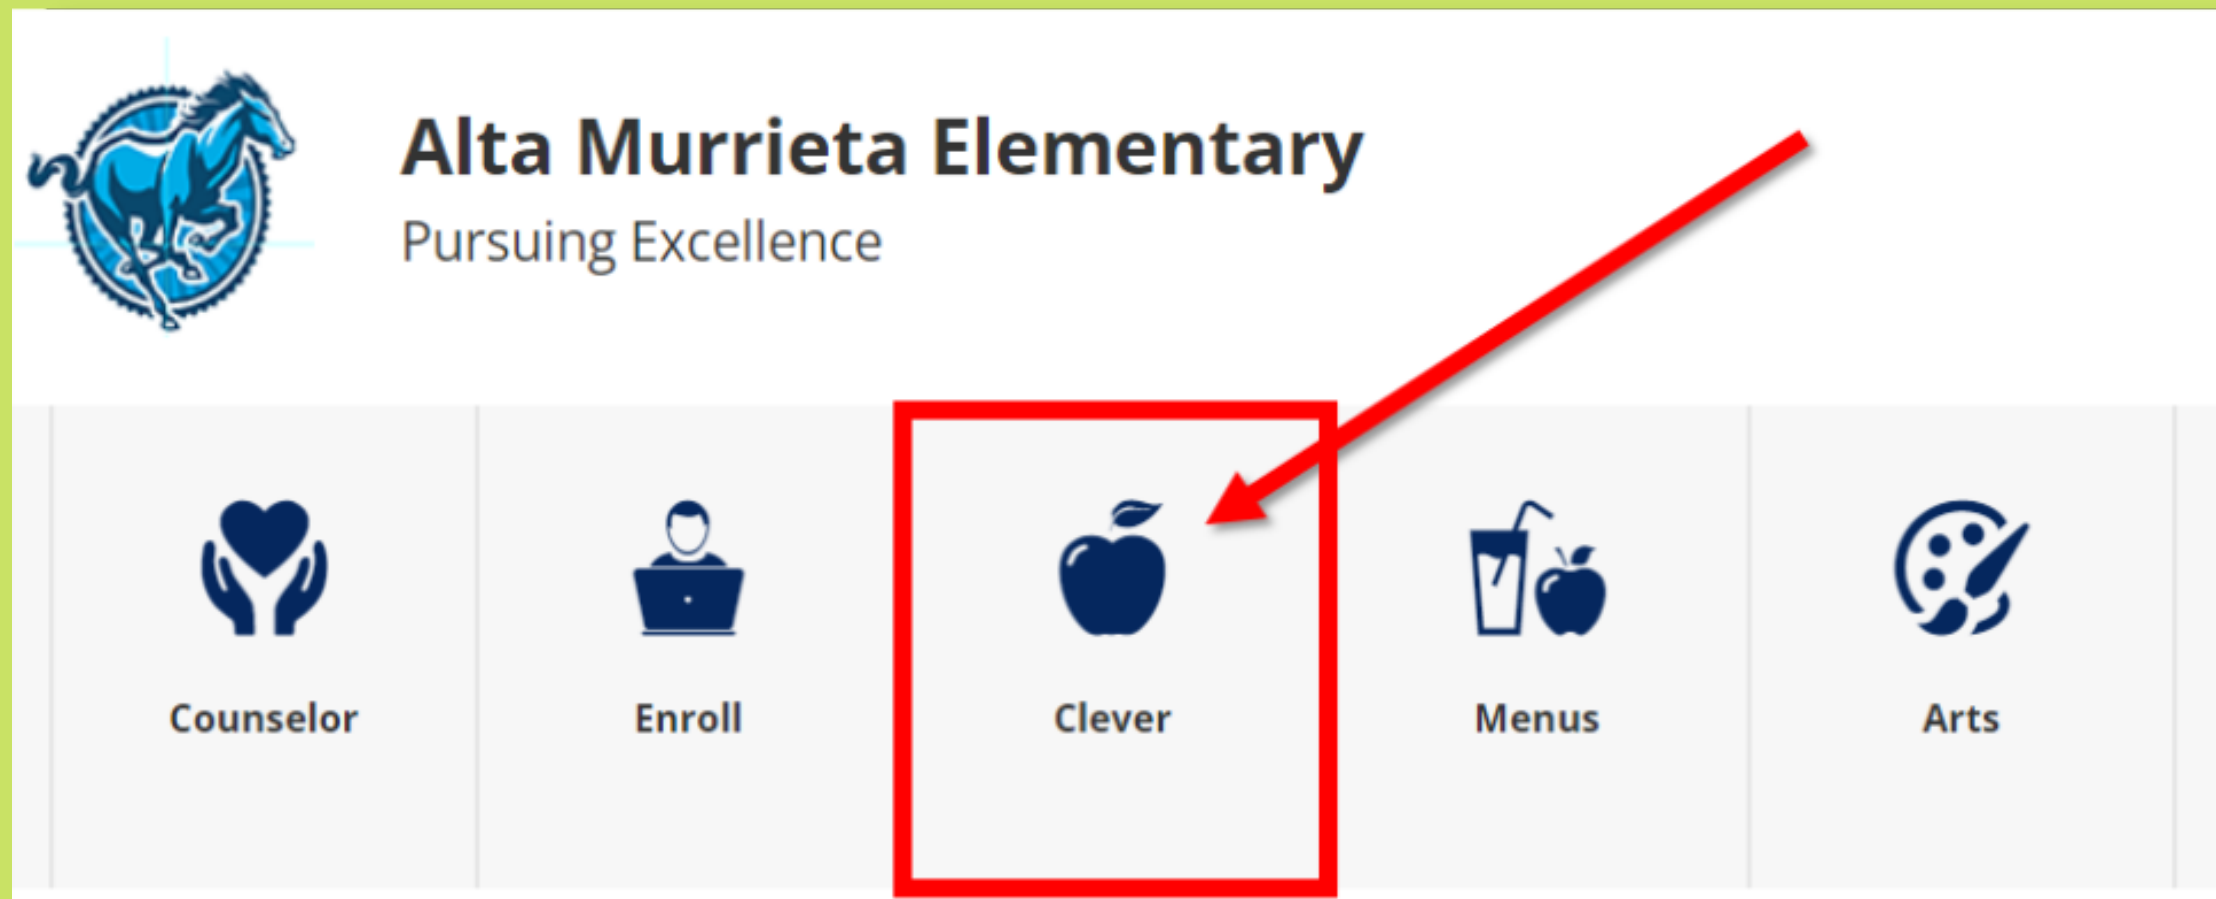 Alta Murrieta Elementary
Pursuing Excellence
Counselor
Enroll
Clever
Menus
Arts